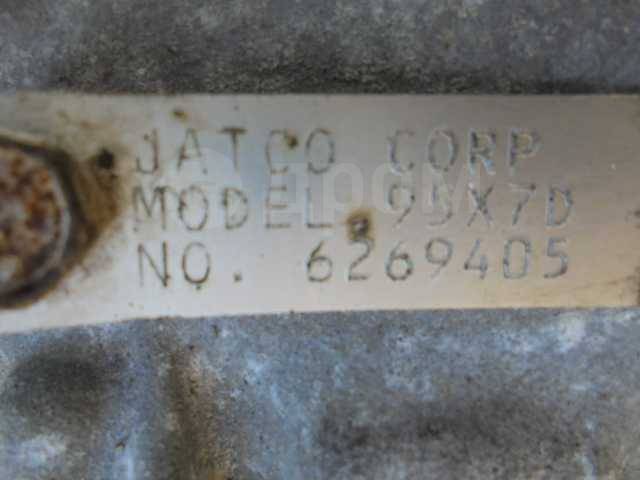 JATCO CORP
MODEL 95X7D
NO. 6269405